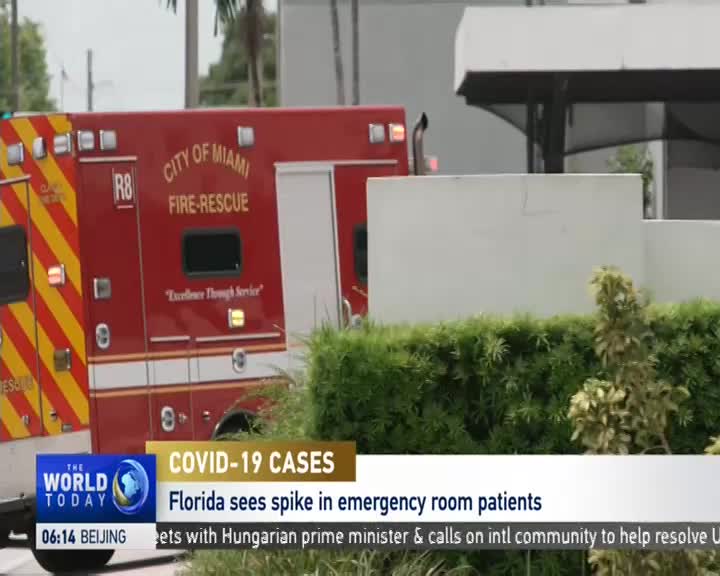 CITY OF MIAMI
FIRE-RESCUE
R8
"Excellence Through Service"
RESCUE
COVID-19 CASES
Florida sees spike in emergency room patients
THE
WORLD
TODAY
06:14 BEIJING
eets with Hungarian prime minister & calls on intl community to help resolve U